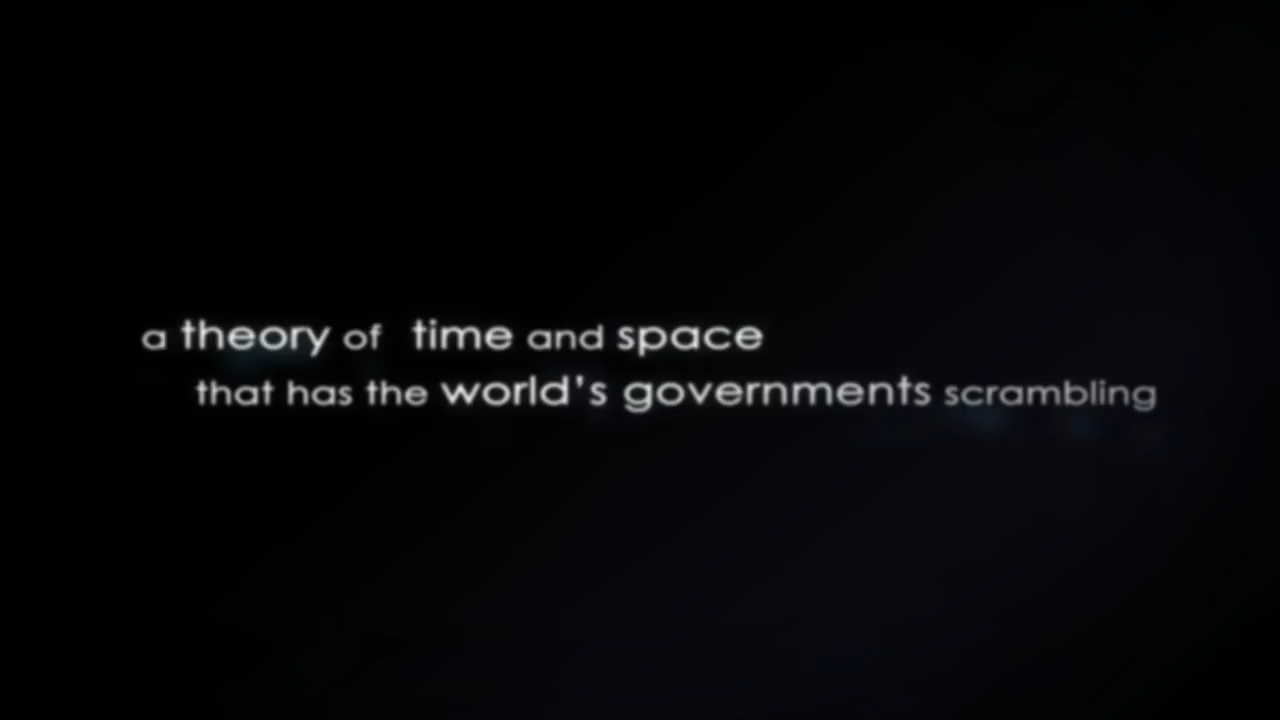 a theory of time and space
that has the world's governments scrambling